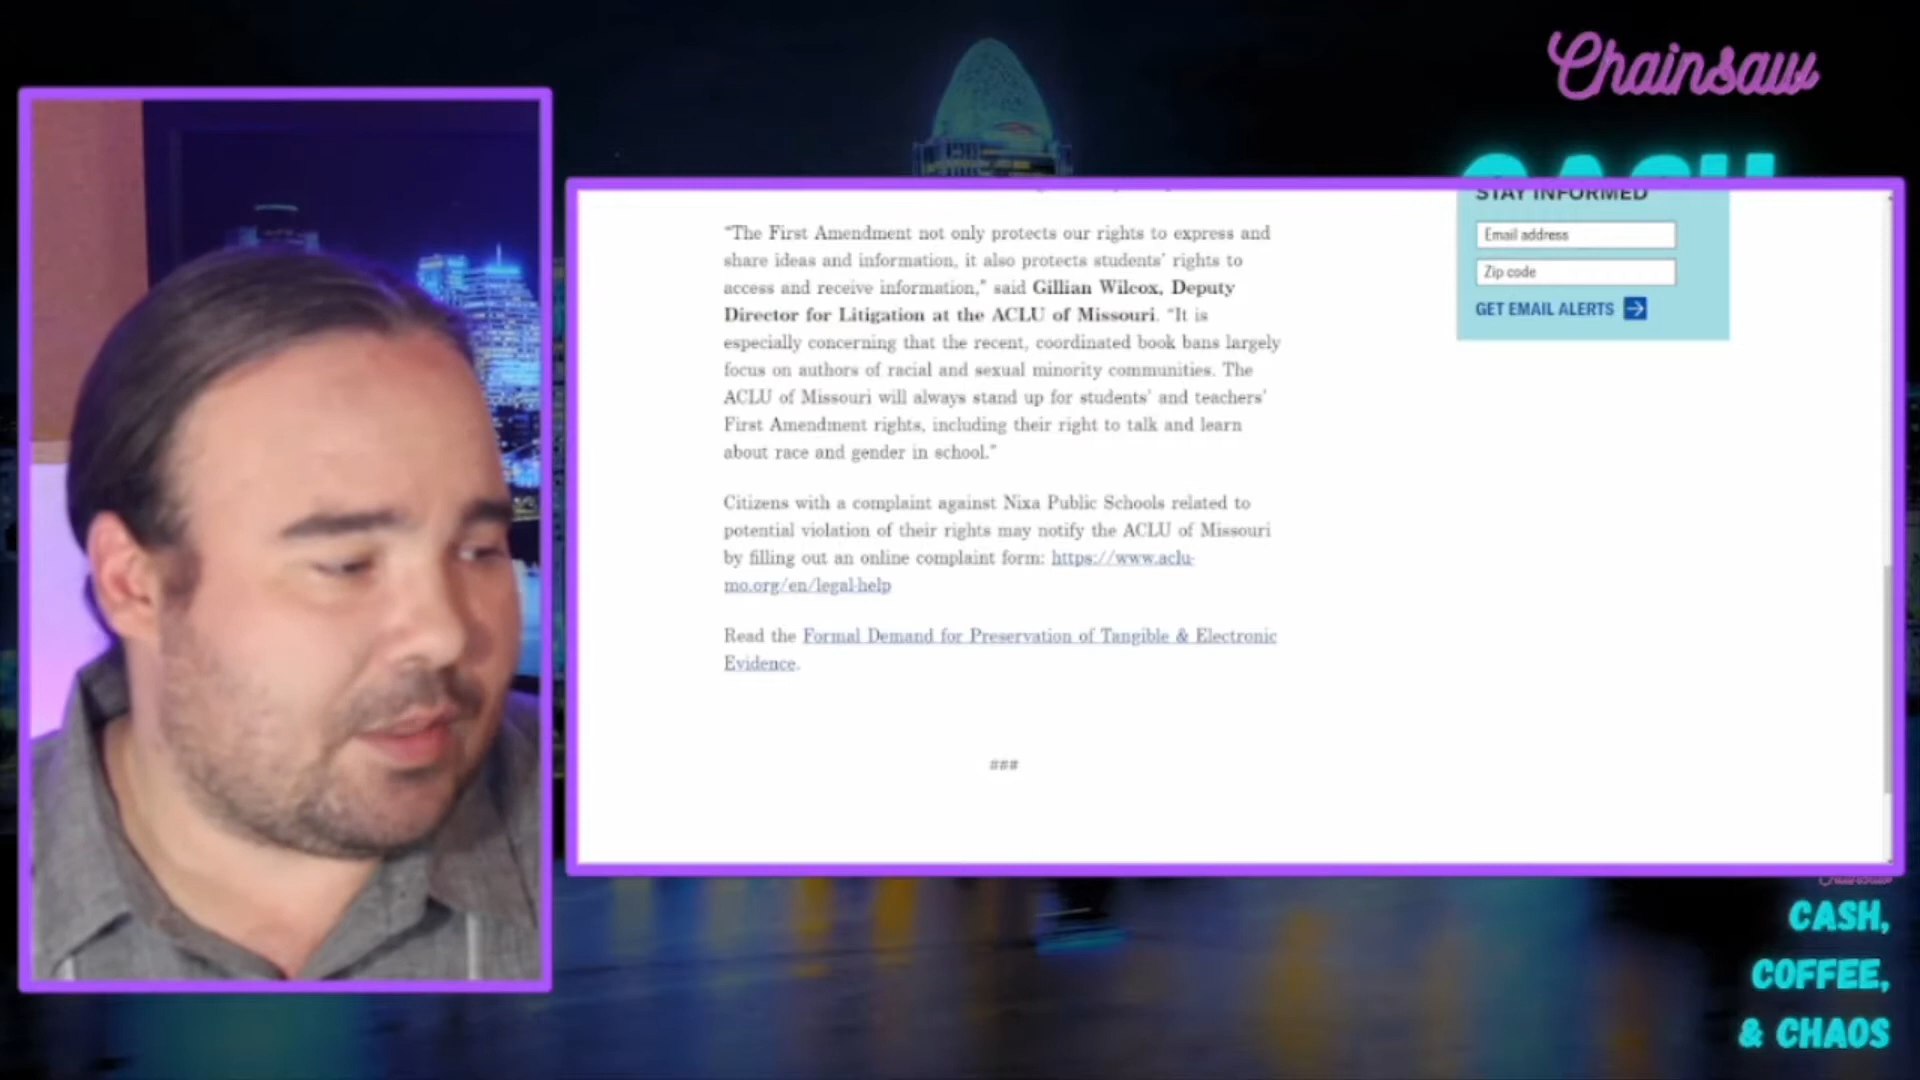 Chainsaw
CASH
STAY INFORMED
Email address
Zip code
GET EMAIL ALERTS
"The First Amendment not only protects our rights to express and
share ideas and information, it also protects students' rights to
access and receive information," said Gillian Wilcox, Deputy
Director for Litigation at the ACLU of Missouri. "It is
especially concerning that the recent, coordinated book bans largely
focus on authors of racial and sexual minority communities. The
ACLU of Missouri will always stand up for students' and teachers'
First Amendment rights, including their right to talk and learn
about race and gender in school."
Citizens with a complaint against Nixa Public Schools related to
potential violation of their rights may notify the ACLU of Missouri
by filling out an online complaint form: https://www.aclu-
mo.org/en/legal-help
Read the Formal Demand for Preservation of Tangible & Electronic
Evidence.
###
Chainsaw
CASH,
COFFEE,
& CHAOS